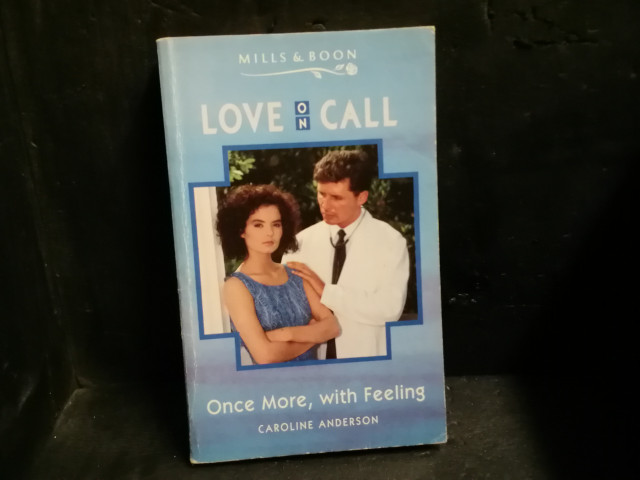 MILLS & BOON
LOVE ON CALL
Once More, with Feeling
CAROLINE ANDERSON